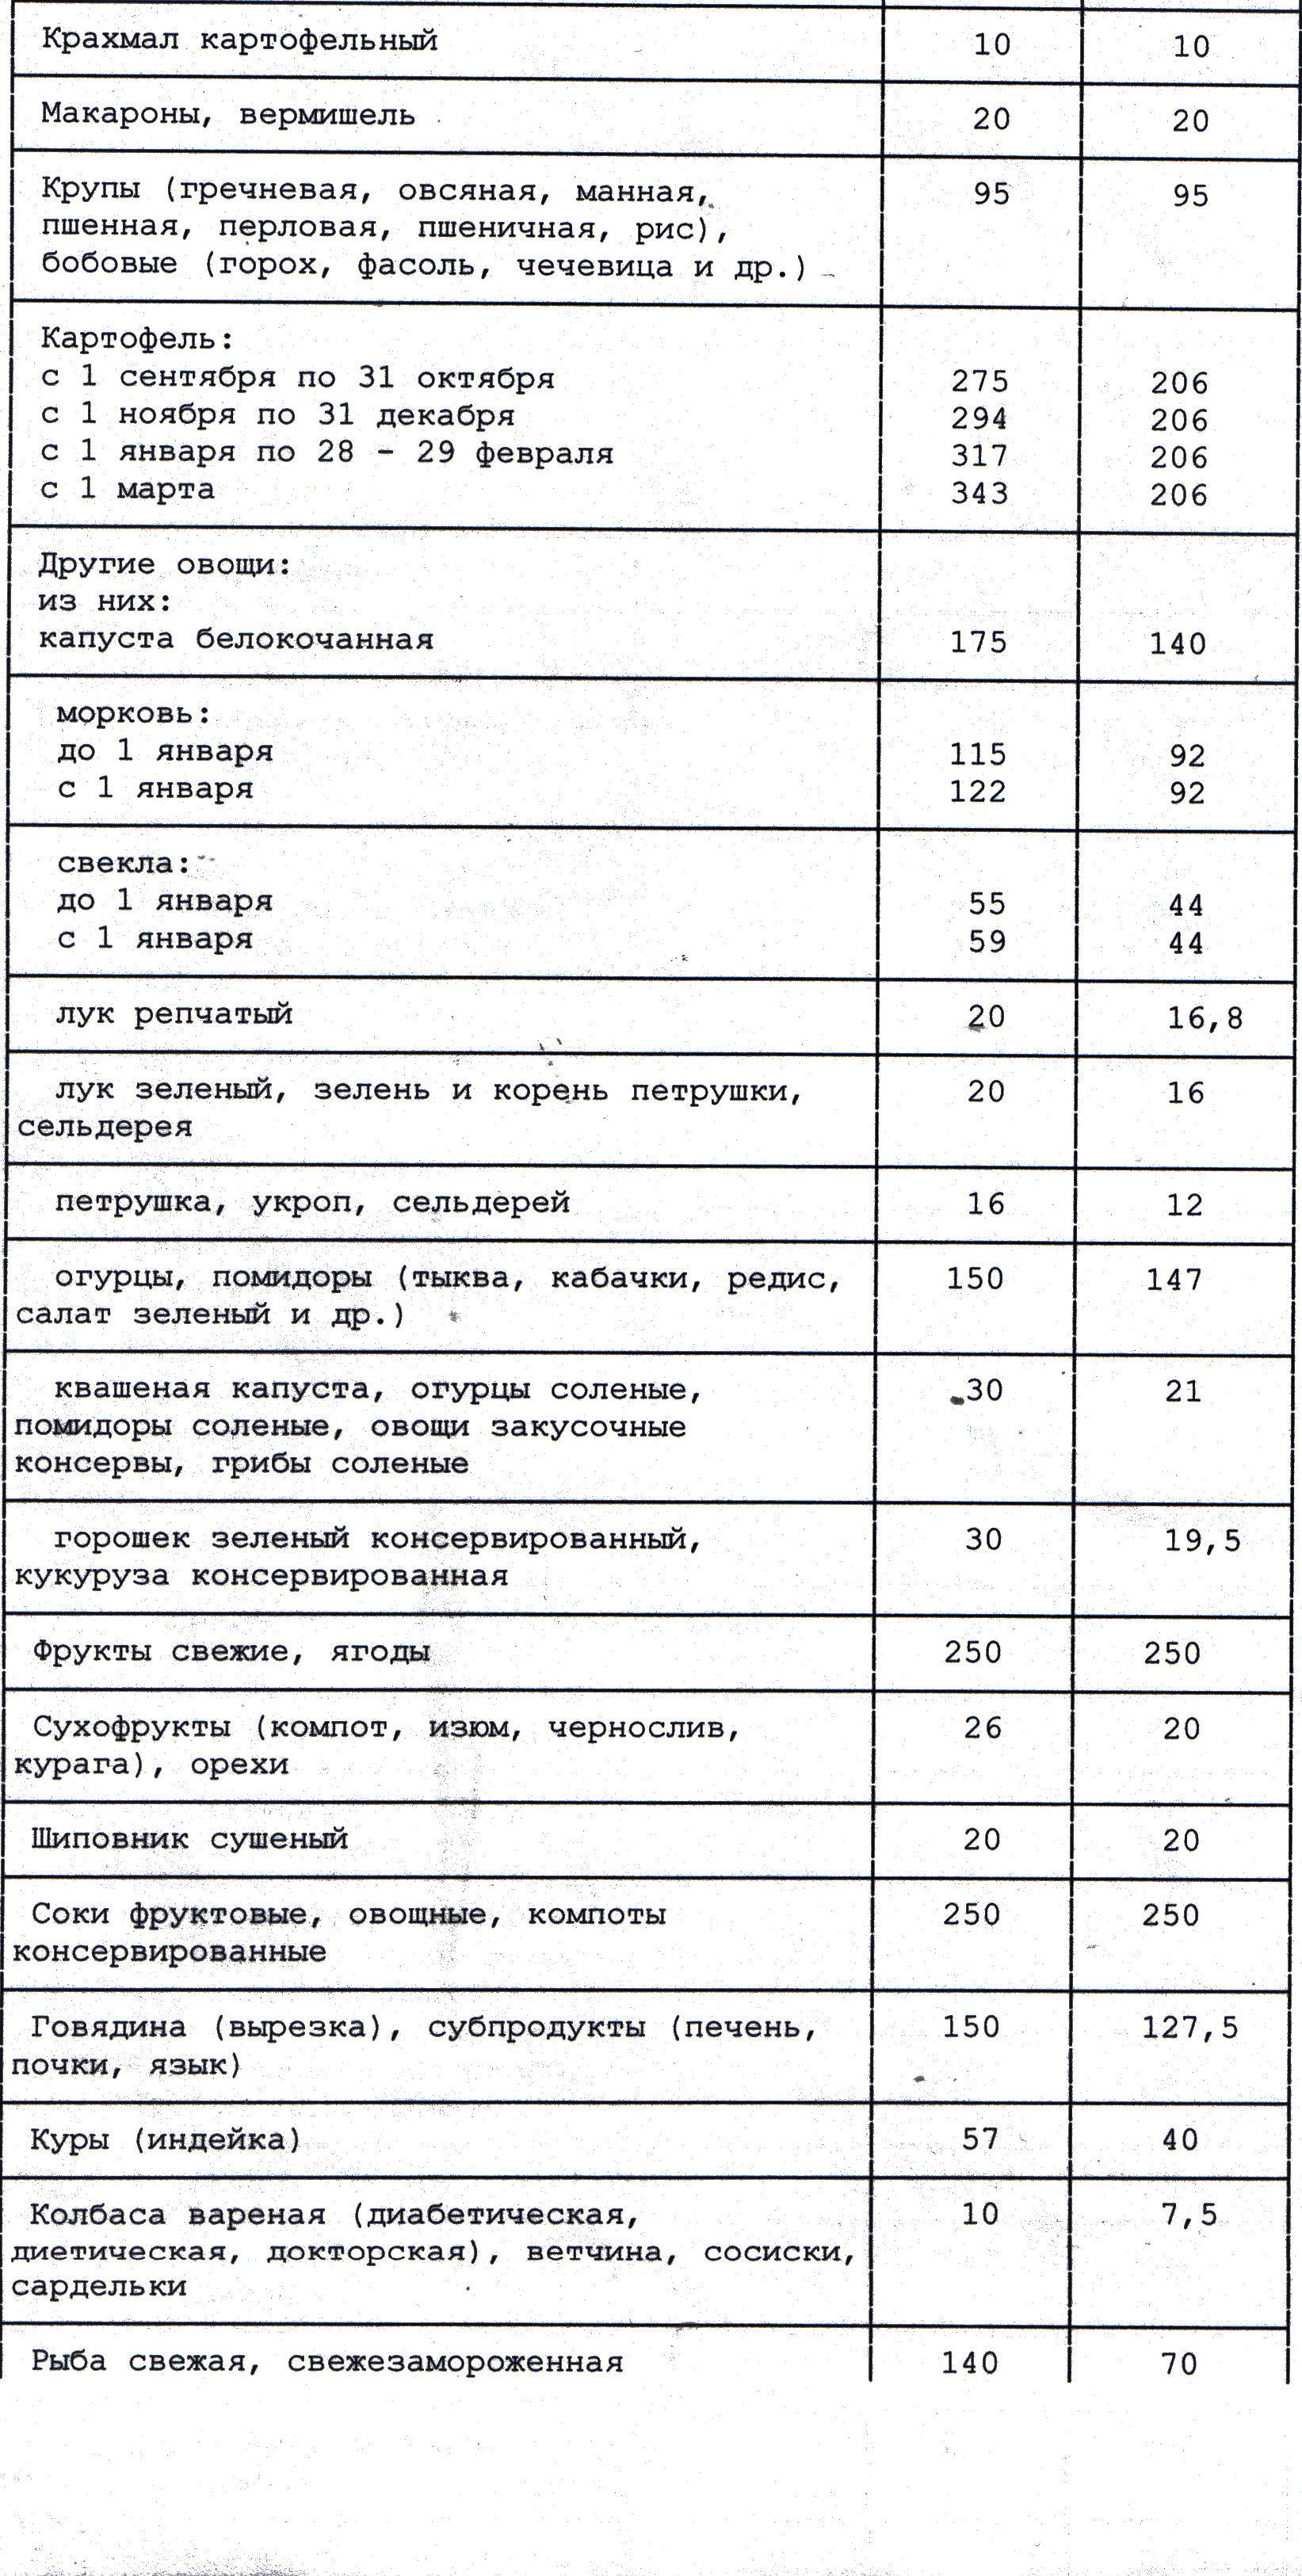 Крахмал картофельный 10 10
Макароны, вермишель 20 20
Крупы (гречневая, овсяная, манная, 95 95
пшенная, перловая, пшеничная, рис),
бобовые (горох, фасоль, чечевица и др.)
Картофель:
с 1 сентября по 31 октября 275 206
с 1 ноября по 31 декабря 294 206
с 1 января по 28 - 29 февраля 317 206
с 1 марта 343 206
Другие овощи:
из них:
капуста белокочанная 175 140
морковь:
до 1 января 115 92
с 1 января 122 92
свекла:
до 1 января 55 44
с 1 января 59 44
лук репчатый 20 16,8
лук зеленый, зелень и корень петрушки, 20 16
сельдерея
петрушка, укроп, сельдерей 16 12
огурцы, помидоры (тыква, кабачки, редис, 150 147
салат зеленый и др.)
квашеная капуста, огурцы соленые, 30 21
помидоры соленые, овощи закусочные
консервы, грибы соленые
горошек зеленый консервированный, 30 19,5
кукуруза консервированная
Фрукты свежие, ягоды 250 250
Сухофрукты (компот, изюм, чернослив, 26 20
курага), орехи
Шиповник сушеный 20 20
Соки фруктовые, овощные, компоты 250 250
консервированные
Говядина (вырезка), субпродукты (печень, 150 127,5
почки, язык)
Куры (индейка) 57 40
Колбаса вареная (диабетическая, 10 7,5
диетическая, докторская), ветчина, сосиски,
сардельки
Рыба свежая, свежезамороженная 140 70